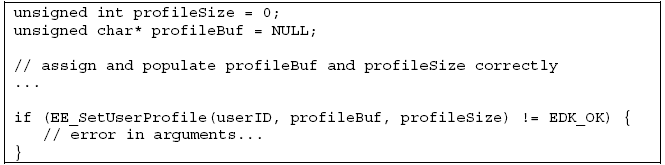 unsigned int profileSize = 0;
unsigned char* profileBuf = NULL;
// assign and populate profileBuf and profileSize correctly
...
if (EE_SetUserProfile(userID, profileBuf, profileSize) != EDK_OK) {
// error in arguments...
}